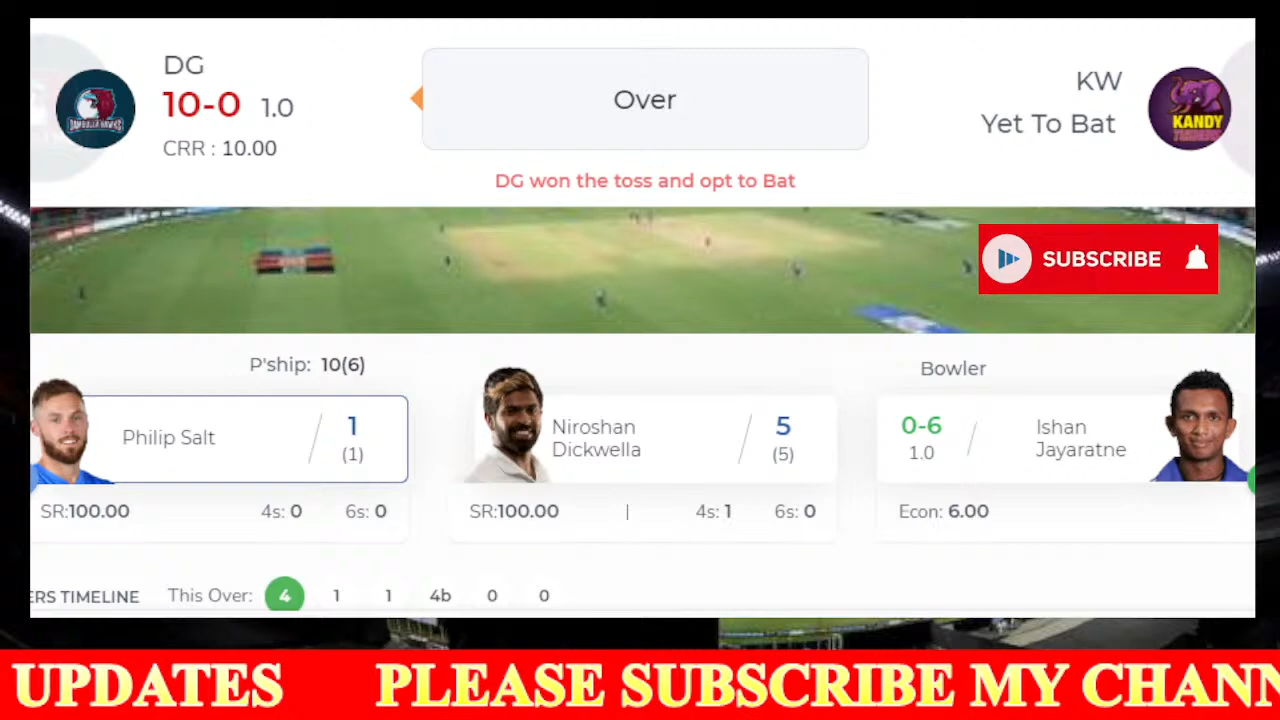 DG
10-0 1.0
CRR : 10.00
Over
DG won the toss and opt to Bat
KW
Yet To Bat
KANDY
SUBSCRIBE
P'ship: 10(6)
Bowler
Philip Salt / 1 (1)
Niroshan Dickwella / 5 (5)
0-6 1.0 / Ishan Jayaratne
SR:100.00 4s: 0 6s: 0
SR:100.00 | 4s: 1 6s: 0
Econ: 6.00
ERS TIMELINE This Over: 4 1 1 4b 0 0
UPDATES PLEASE SUBSCRIBE MY CHANN